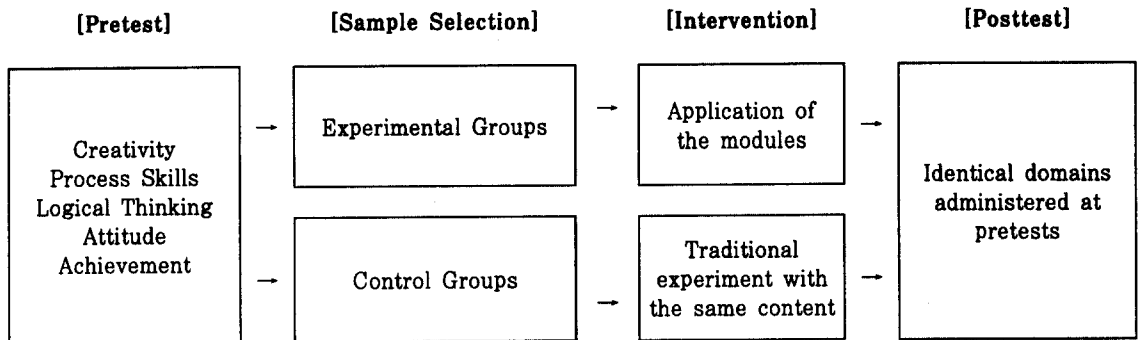 [Pretest]
[Sample Selection]
[Intervention]
[Posttest]
Creativity
Process Skills
Logical Thinking
Attitude
Achievement
→
→
Experimental Groups
Control Groups
→
→
Application of
the modules
Traditional
experiment with
the same content
→
→
Identical domains
administered at
pretests